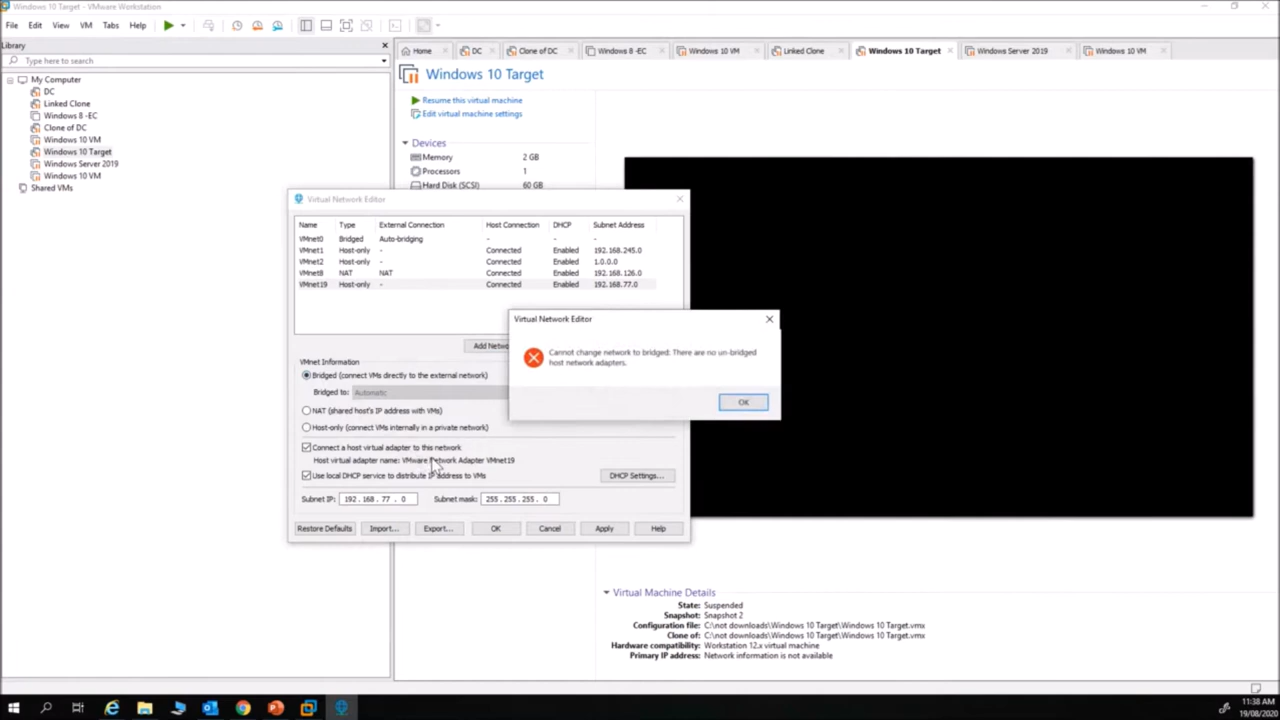 Windows 10 Target - VMware Workstation
File Edit View VM Tabs Help
Library
Type here to search
My Computer
DC
Linked Clone
Windows 8 -EC
Clone of DC
Windows 10 VM
Windows 10 Target
Windows Server 2019
Windows 10 VM
Shared VMs
Home DC Clone of DC Windows 8 -EC Windows 10 VM Linked Clone Windows 10 Target Windows Server 2019 Windows 10 VM
Windows 10 Target
Resume this virtual machine
Edit virtual machine settings
Devices
Memory 2 GB
Processors 1
Hard Disk (SCSI) 60 GB
Virtual Network Editor
Name Type External Connection Host Connection DHCP Subnet Address
VMnet0 Bridged Auto-bridging - - -
VMnet1 Host-only - Connected Enabled 192.168.245.0
VMnet2 Host-only - Connected Enabled 1.0.0.0
VMnet8 NAT NAT Connected Enabled 192.168.126.0
VMnet19 Host-only - Connected Enabled 192.168.77.0
Add Netwo
VMnet Information
Bridged (connect VMs directly to the external network)
Bridged to: Automatic
NAT (shared host's IP address with VMs)
Host-only (connect VMs internally in a private network)
Connect a host virtual adapter to this network
Host virtual adapter name: VMware Network Adapter VMnet19
Use local DHCP service to distribute IP address to VMs
DHCP Settings...
Subnet IP: 192 . 168 . 77 . 0 Subnet mask: 255 . 255 . 255 . 0
Restore Defaults Import... Export... OK Cancel Apply Help
Virtual Network Editor
Cannot change network to bridged. There are no un-bridged
host network adapters.
OK
Virtual Machine Details
State: Suspended
Snapshot: Snapshot 2
Configuration file: C:\not downloads\Windows 10 Target\Windows 10 Target.vmx
Clone of: C:\not downloads\Windows 10 Target\Windows 10 Target.vmx
Hardware compatibility: Workstation 12.x virtual machine
Primary IP address: Network information is not available
11:38 AM
19/08/2020